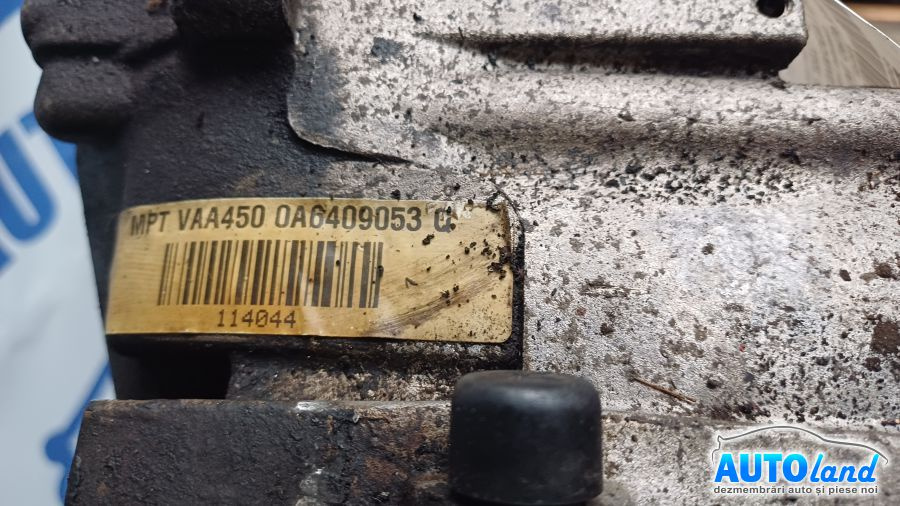 MPT VAA450 0A6409053 G
114044
AUTOland
dezmembrări auto și piese noi